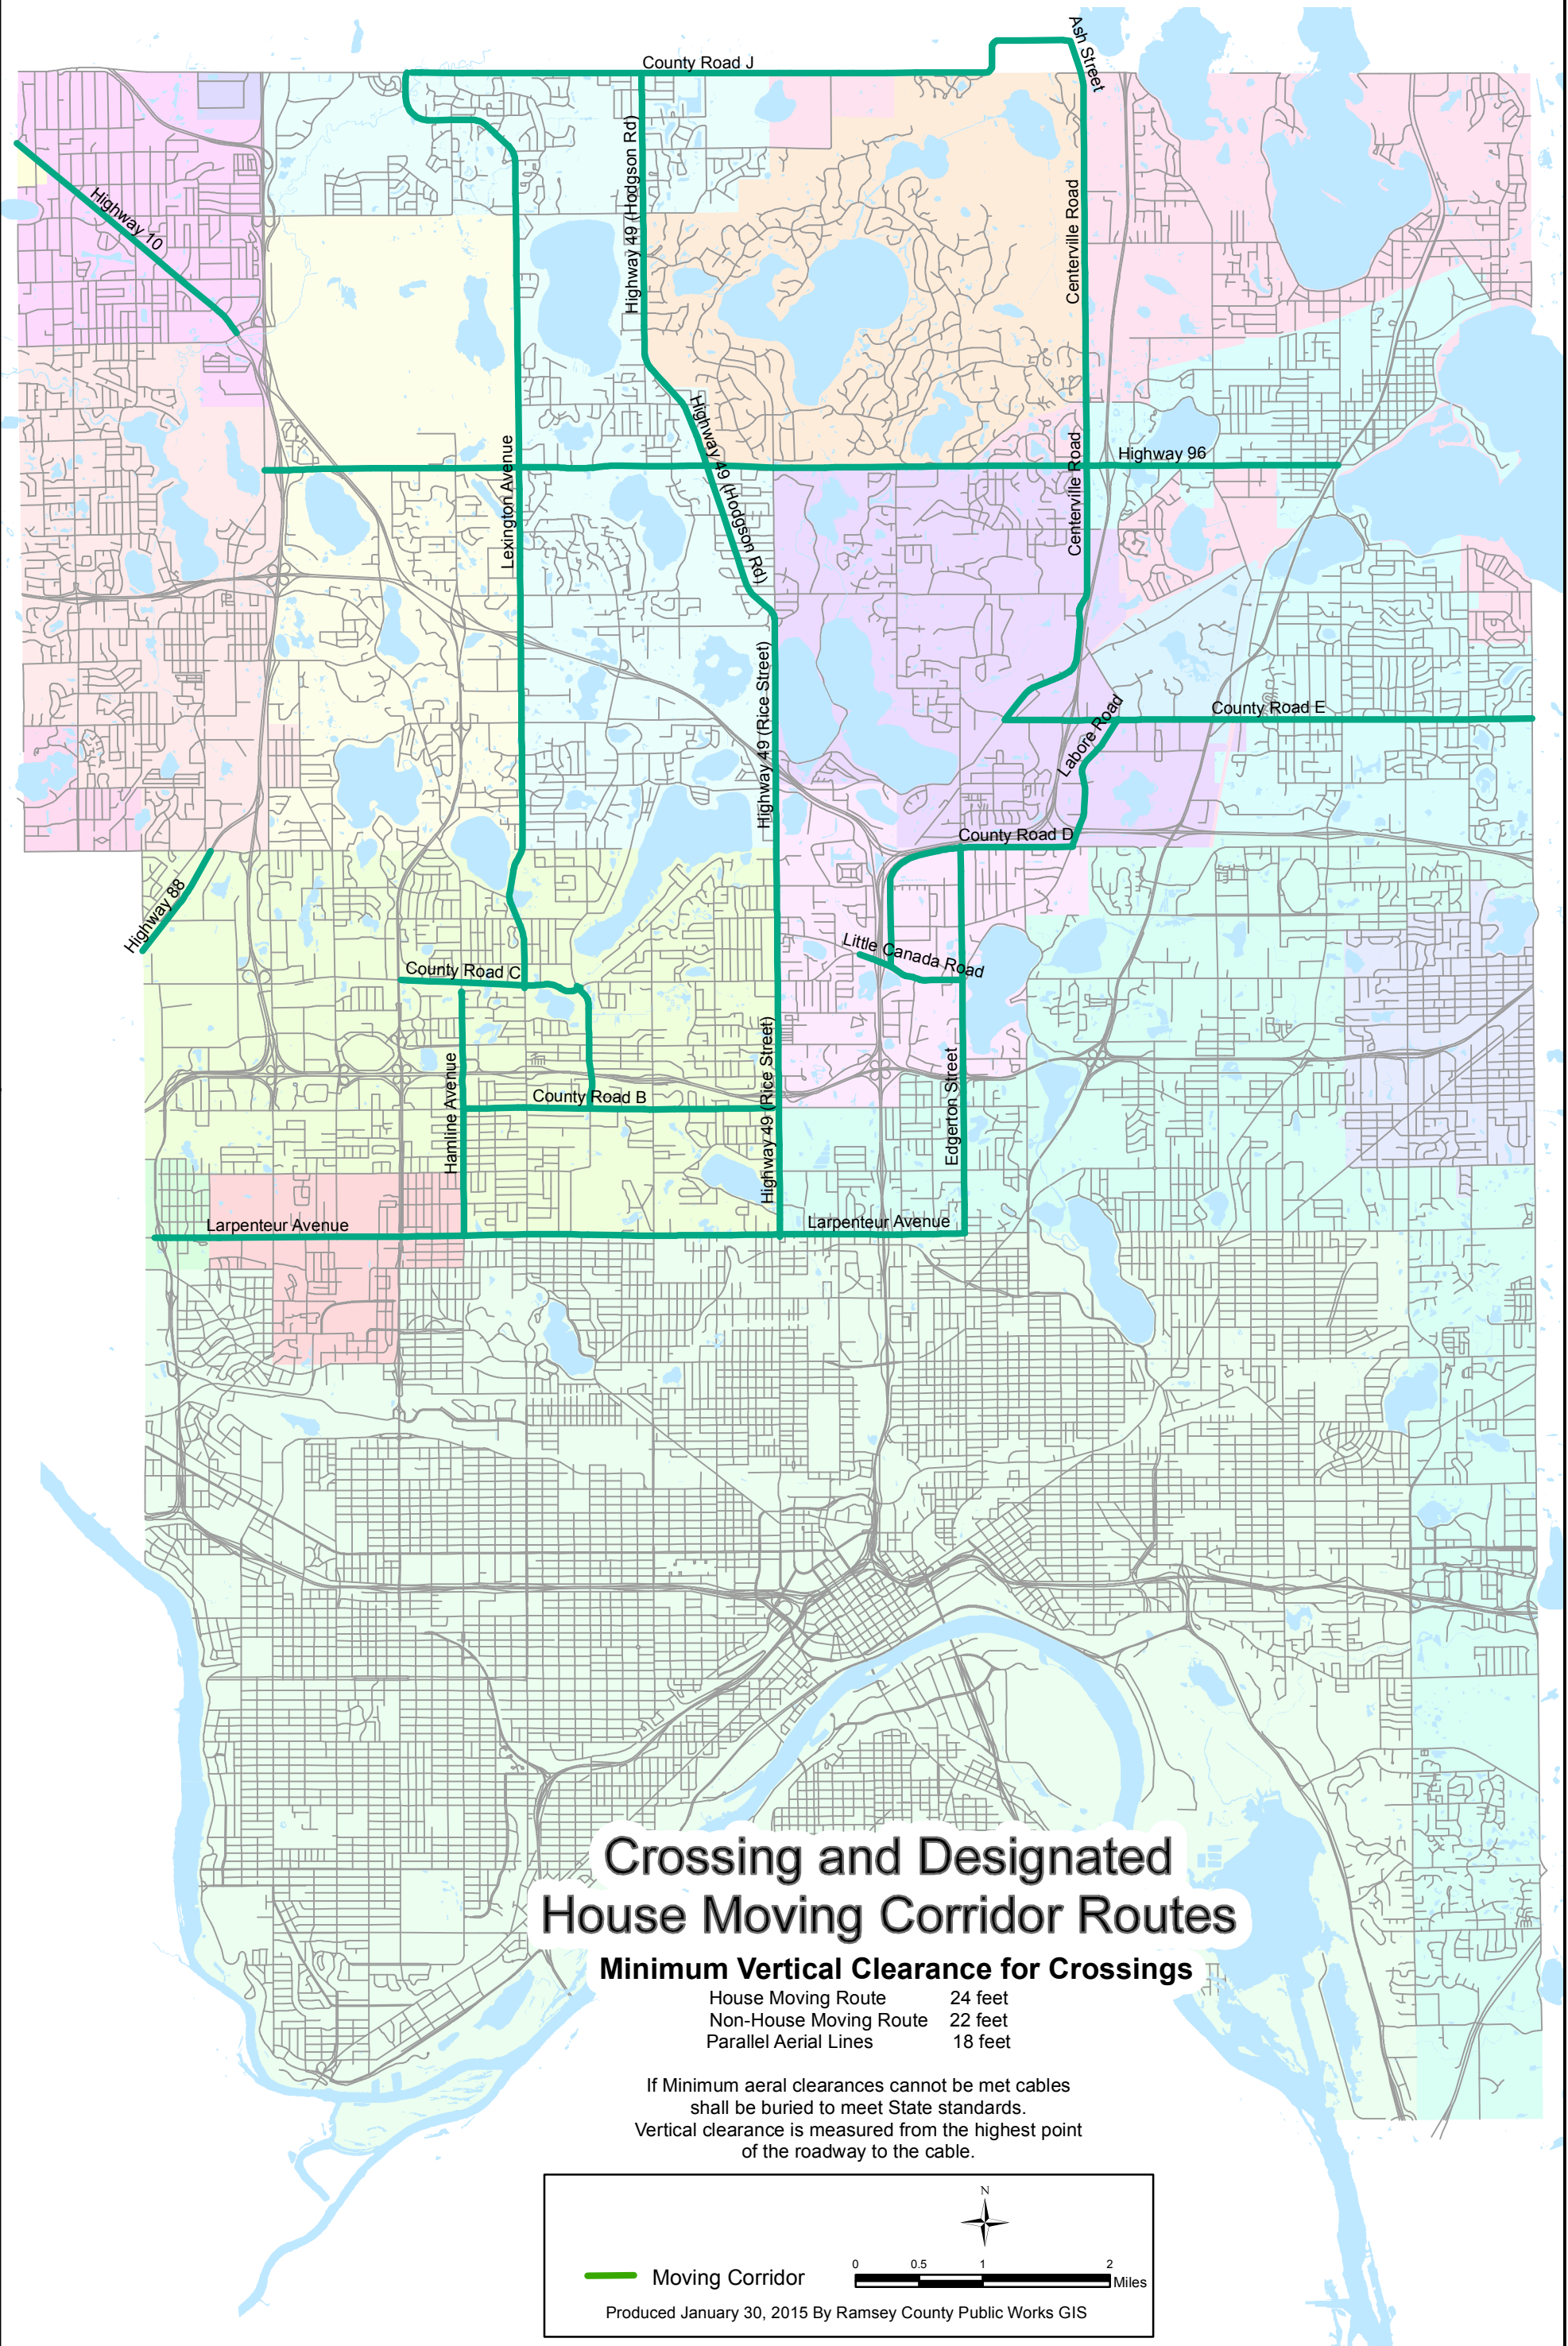 Ash Street
County Road J
Highway 49 (Hodgson Rd)
Highway 10
Centerville Road
Highway 49 (Hodgson Rd)
Lexington Avenue
Centerville Road
Highway 96
Highway 49 (Rice Street)
Labore Road
County Road E
County Road D
Highway 88
Little Canada Road
County Road C
Hamline Avenue
County Road B
Highway 49 (Rice Street)
Edgerton Street
Larpenteur Avenue
Larpenteur Avenue
Crossing and Designated
House Moving Corridor Routes
Minimum Vertical Clearance for Crossings
House Moving Route 24 feet
Non-House Moving Route 22 feet
Parallel Aerial Lines 18 feet
If Minimum aeral clearances cannot be met cables
shall be buried to meet State standards.
Vertical clearance is measured from the highest point
of the roadway to the cable.
N
0 0.5 1 2
Miles
Moving Corridor
Produced January 30, 2015 By Ramsey County Public Works GIS